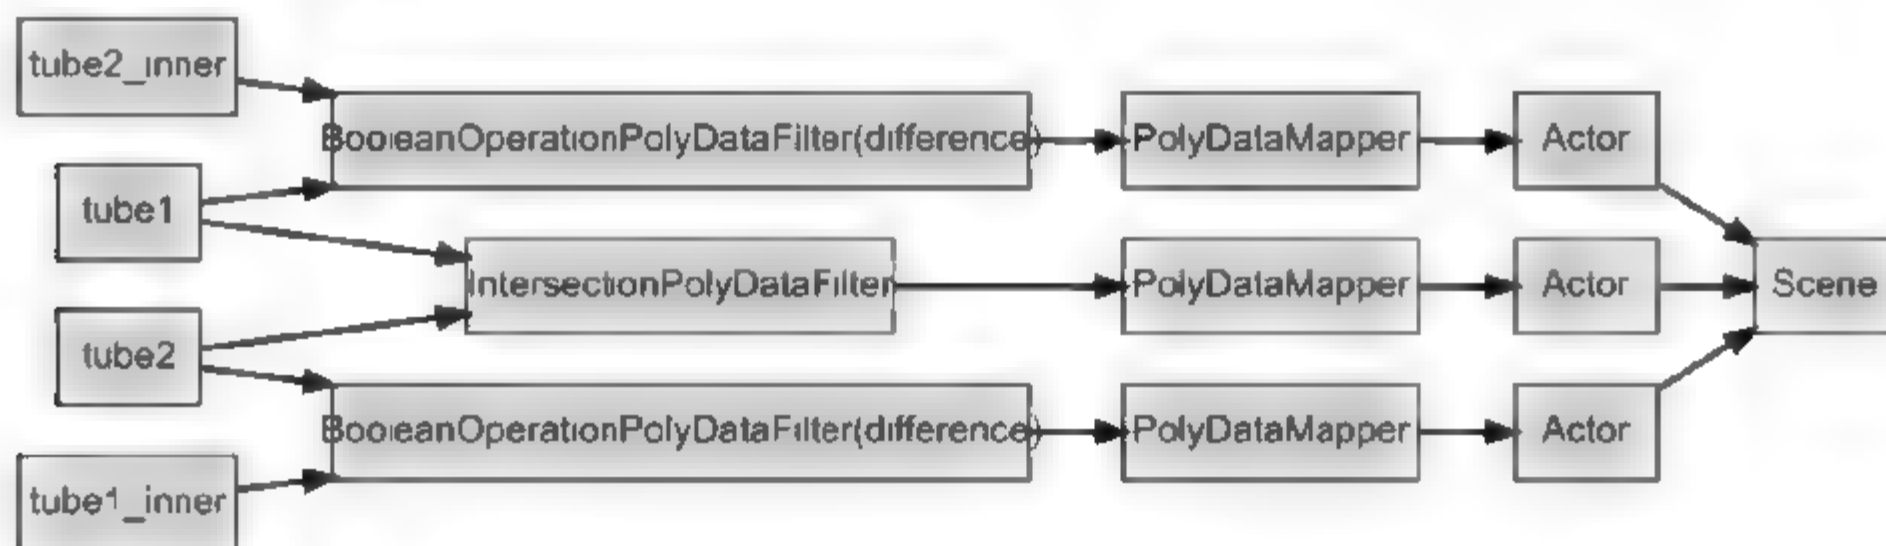 tube2_inner
BooleanOperationPolyDataFilter(difference)
PolyDataMapper
Actor
tube1
IntersectionPolyDataFilter
PolyDataMapper
Actor
Scene
tube2
BooleanOperationPolyDataFilter(difference)
PolyDataMapper
Actor
tube1_inner